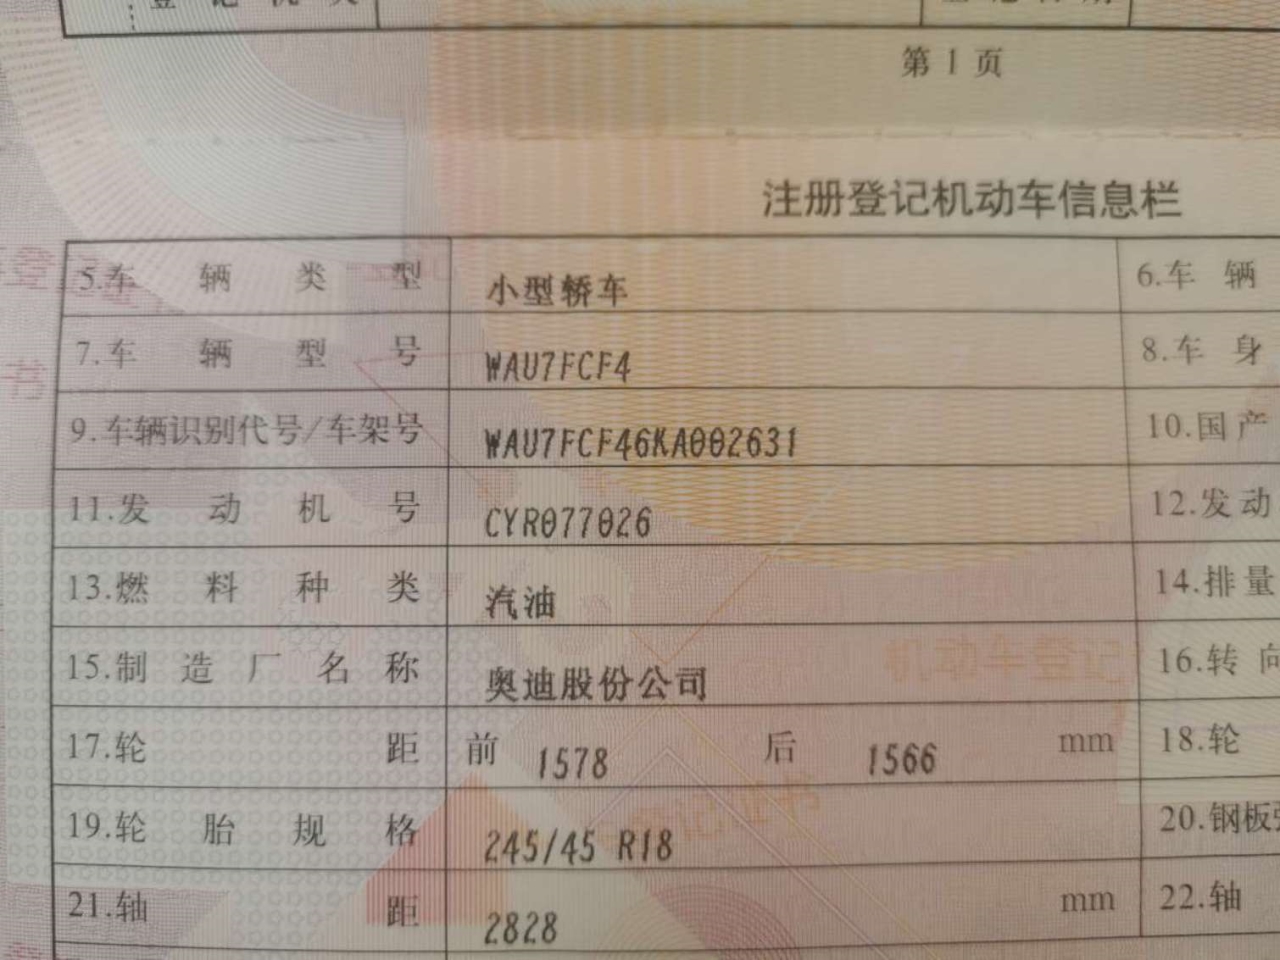 第 1 页
注册登记机动车信息栏
5.车辆类型 小型轿车 6.车辆
7.车辆型号 WAU7FCF4 8.车身
9.车辆识别代号/车架号 WAU7FCF46KA002631 10.国产
11.发动机号 CYR077026 12.发动
13.燃料种类 汽油 14.排量
15.制造厂名称 奥迪股份公司 16.转向
17.轮距 前 1578 后 1566 mm 18.轮
19.轮胎规格 245/45 R18 20.钢板
21.轴距 2828 mm 22.轴